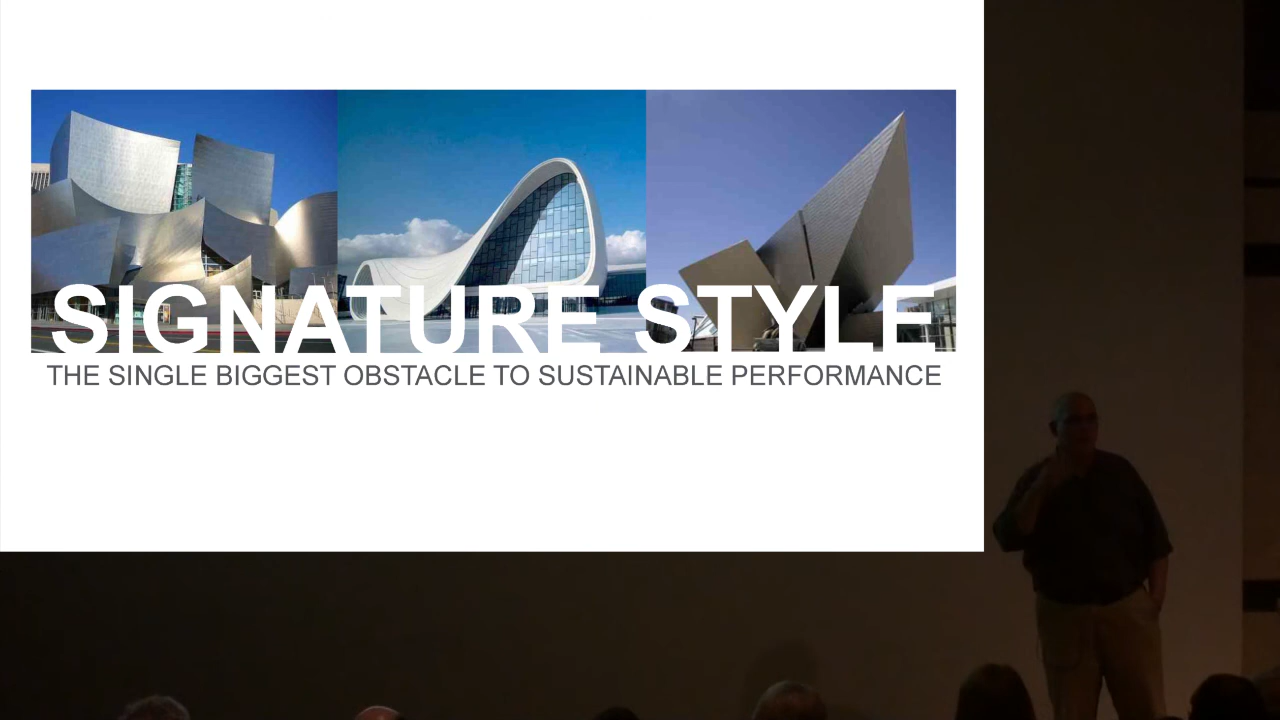 SIGNATURE STYLE
THE SINGLE BIGGEST OBSTACLE TO SUSTAINABLE PERFORMANCE